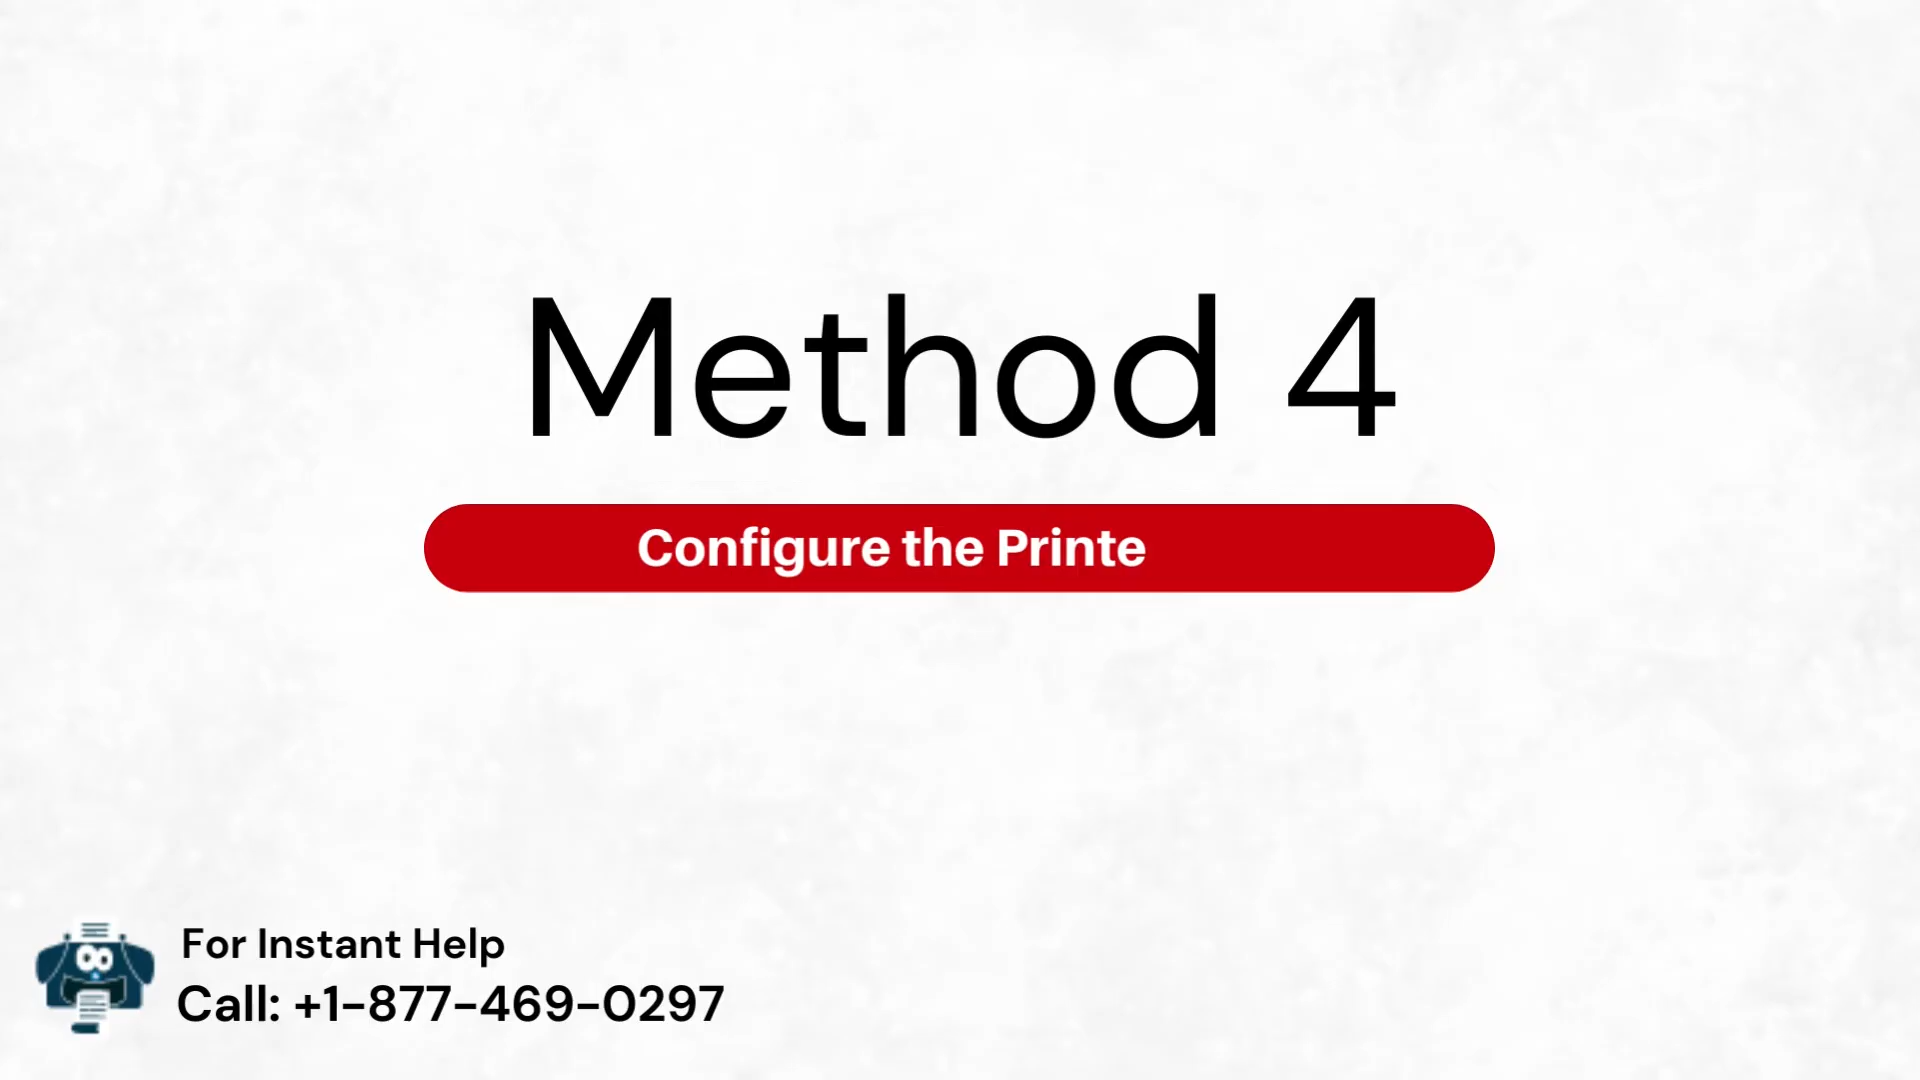 Method 4
Configure the Printe
For Instant Help
Call: +1-877-469-0297